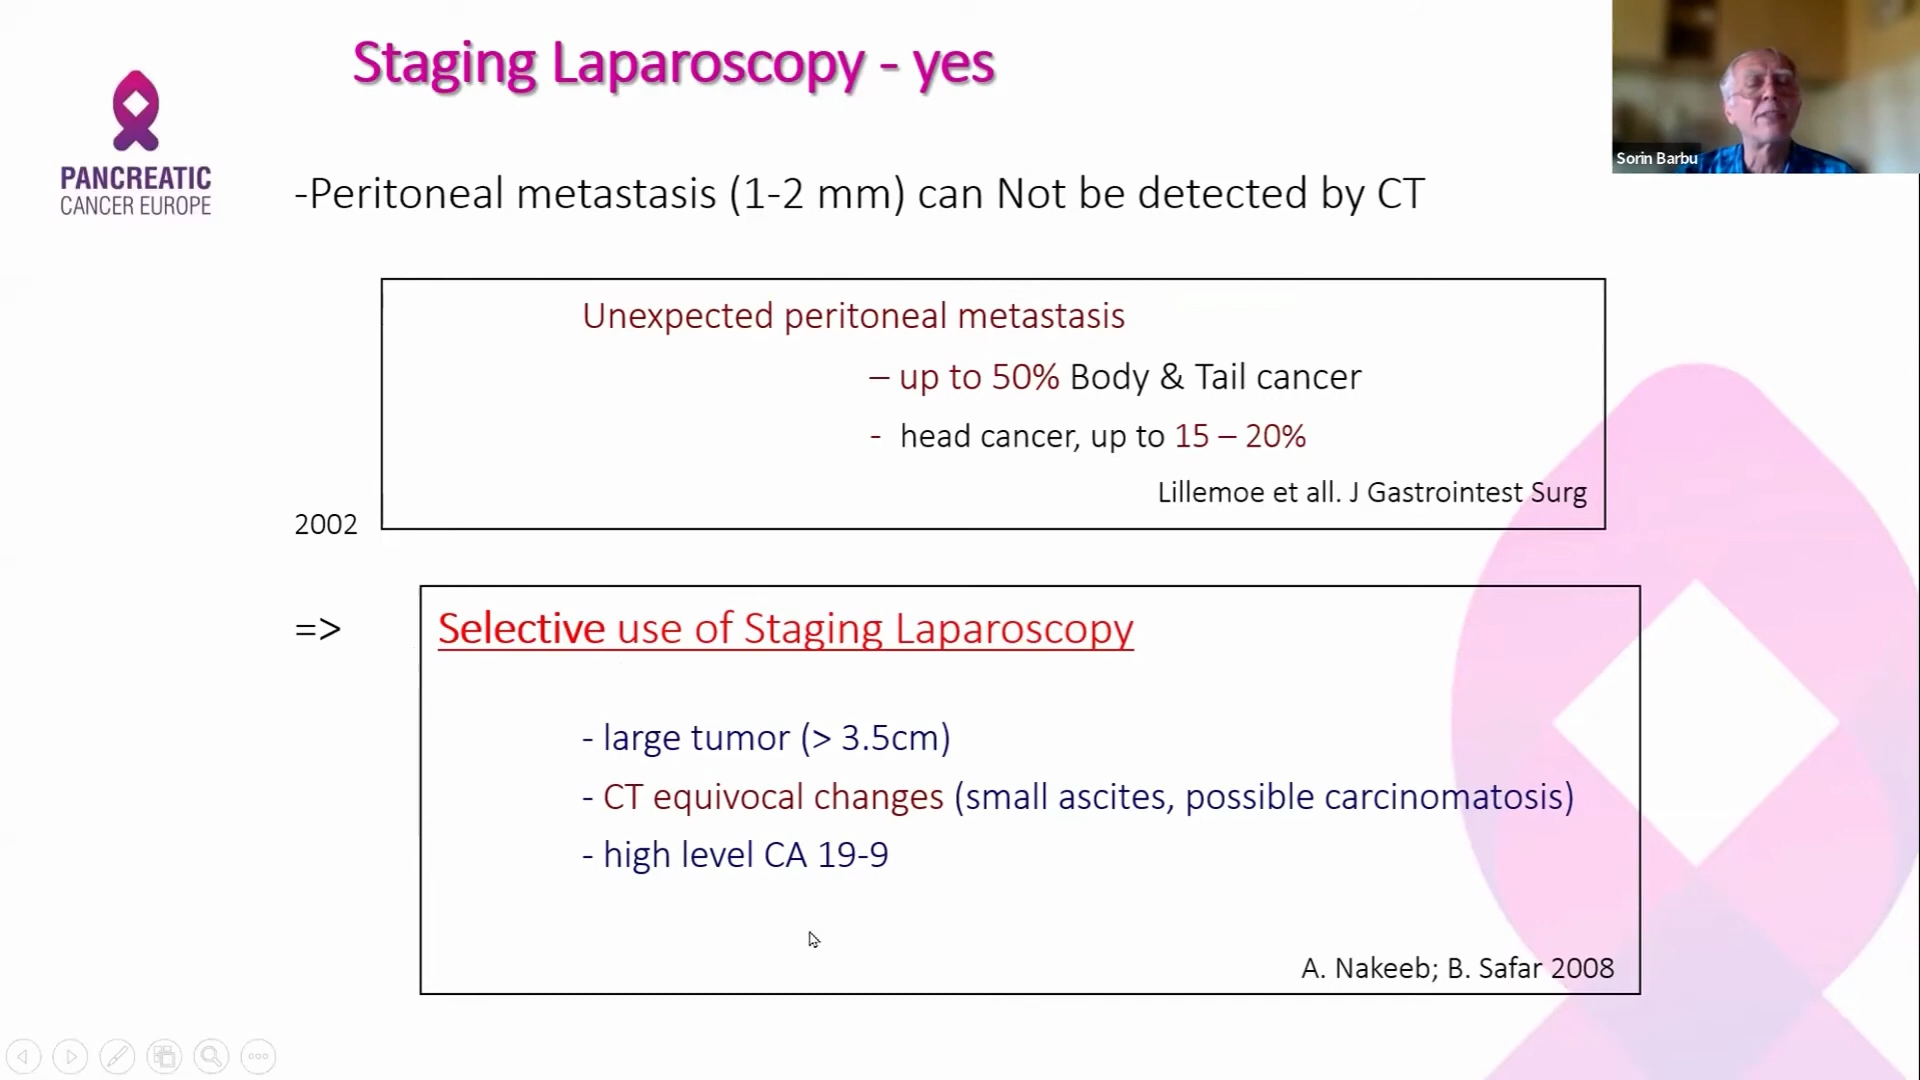 Staging Laparoscopy - yes
PANCREATIC
CANCER EUROPE
Sorin Barbu
-Peritoneal metastasis (1-2 mm) can Not be detected by CT
Unexpected peritoneal metastasis
– up to 50% Body & Tail cancer
- head cancer, up to 15 – 20%
Lillemoe et all. J Gastrointest Surg
2002
=> Selective use of Staging Laparoscopy
- large tumor (> 3.5cm)
- CT equivocal changes (small ascites, possible carcinomatosis)
- high level CA 19-9
A. Nakeeb; B. Safar 2008